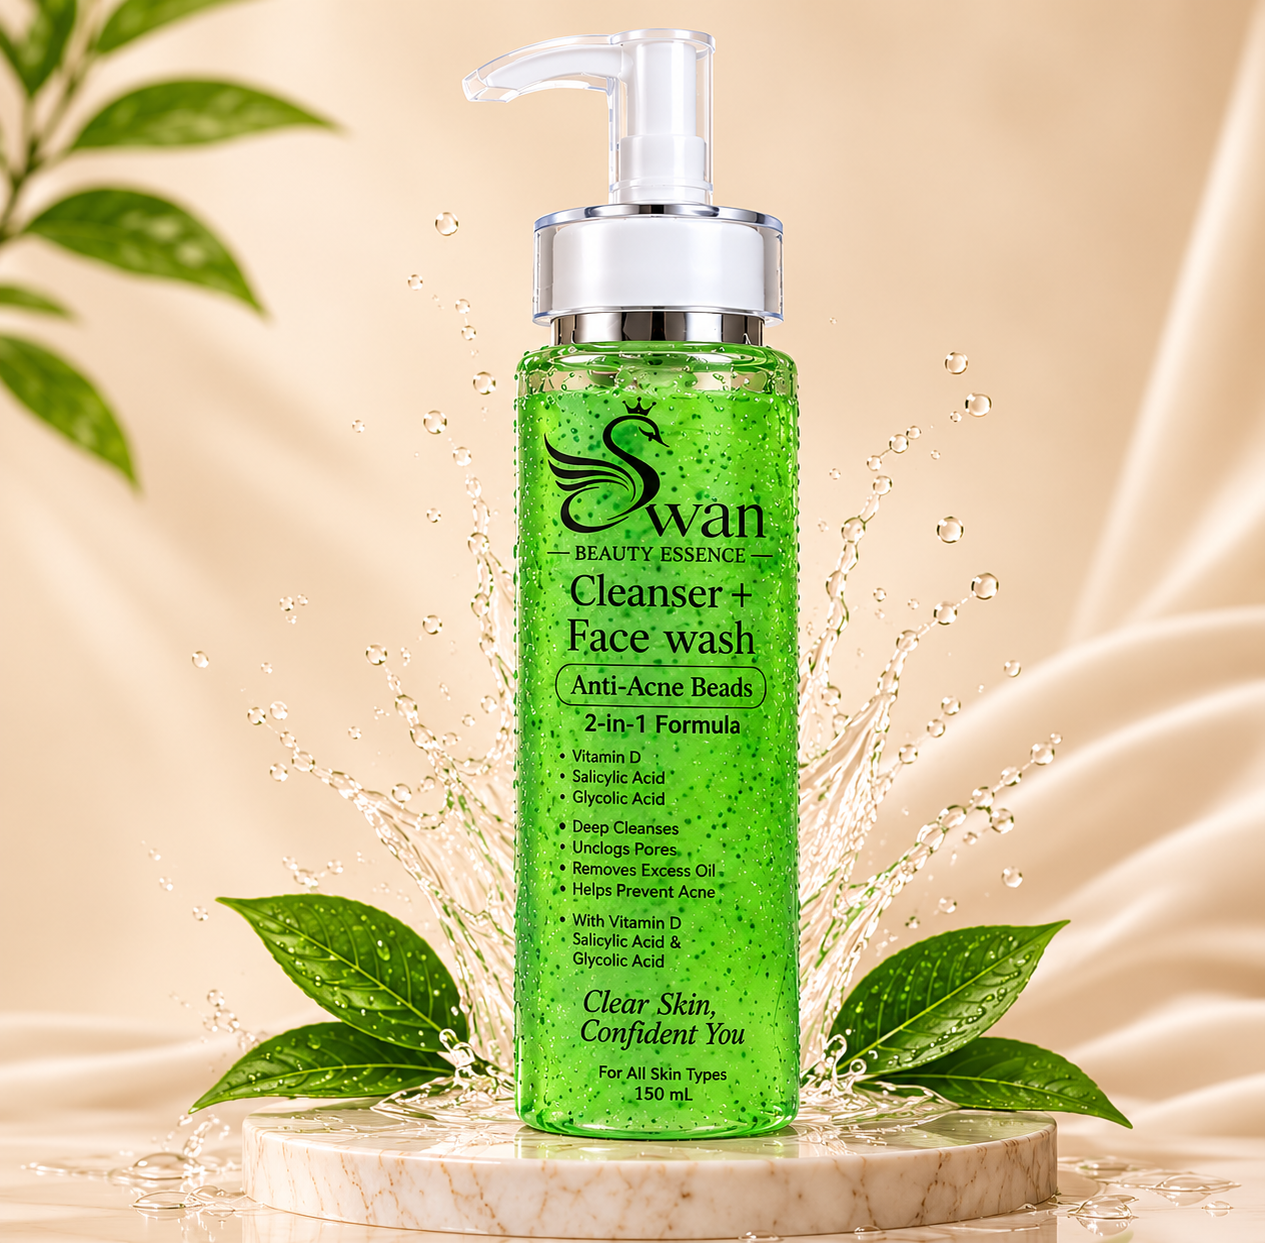 Swan
BEAUTY ESSENCE
Cleanser +
Face wash
Anti-Acne Beads
2-in-1 Formula
• Vitamin D
• Salicylic Acid
• Glycolic Acid
• Deep Cleanses
• Unclogs Pores
• Removes Excess Oil
• Helps Prevent Acne
• With Vitamin D
Salicylic Acid &
Glycolic Acid
Clear Skin,
Confident You
For All Skin Types
150 mL